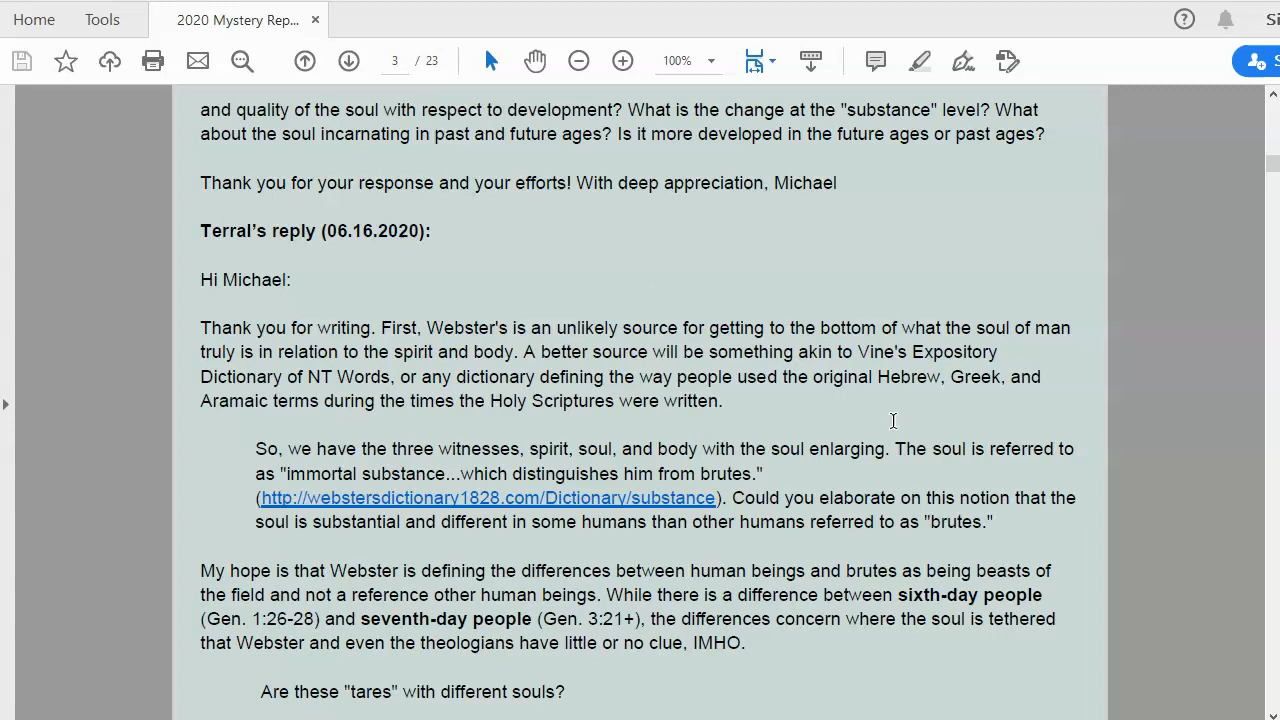 Home Tools 2020 Mystery Rep... × ? Si
3 / 23 100% S
and quality of the soul with respect to development? What is the change at the "substance" level? What
about the soul incarnating in past and future ages? Is it more developed in the future ages or past ages?
Thank you for your response and your efforts! With deep appreciation, Michael
Terral's reply (06.16.2020):
Hi Michael:
Thank you for writing. First, Webster's is an unlikely source for getting to the bottom of what the soul of man
truly is in relation to the spirit and body. A better source will be something akin to Vine's Expository
Dictionary of NT Words, or any dictionary defining the way people used the original Hebrew, Greek, and
Aramaic terms during the times the Holy Scriptures were written.
So, we have the three witnesses, spirit, soul, and body with the soul enlarging. The soul is referred to
as "immortal substance...which distinguishes him from brutes."
(http://webstersdictionary1828.com/Dictionary/substance). Could you elaborate on this notion that the
soul is substantial and different in some humans than other humans referred to as "brutes."
My hope is that Webster is defining the differences between human beings and brutes as being beasts of
the field and not a reference other human beings. While there is a difference between sixth-day people
(Gen. 1:26-28) and seventh-day people (Gen. 3:21+), the differences concern where the soul is tethered
that Webster and even the theologians have little or no clue, IMHO.
Are these "tares" with different souls?